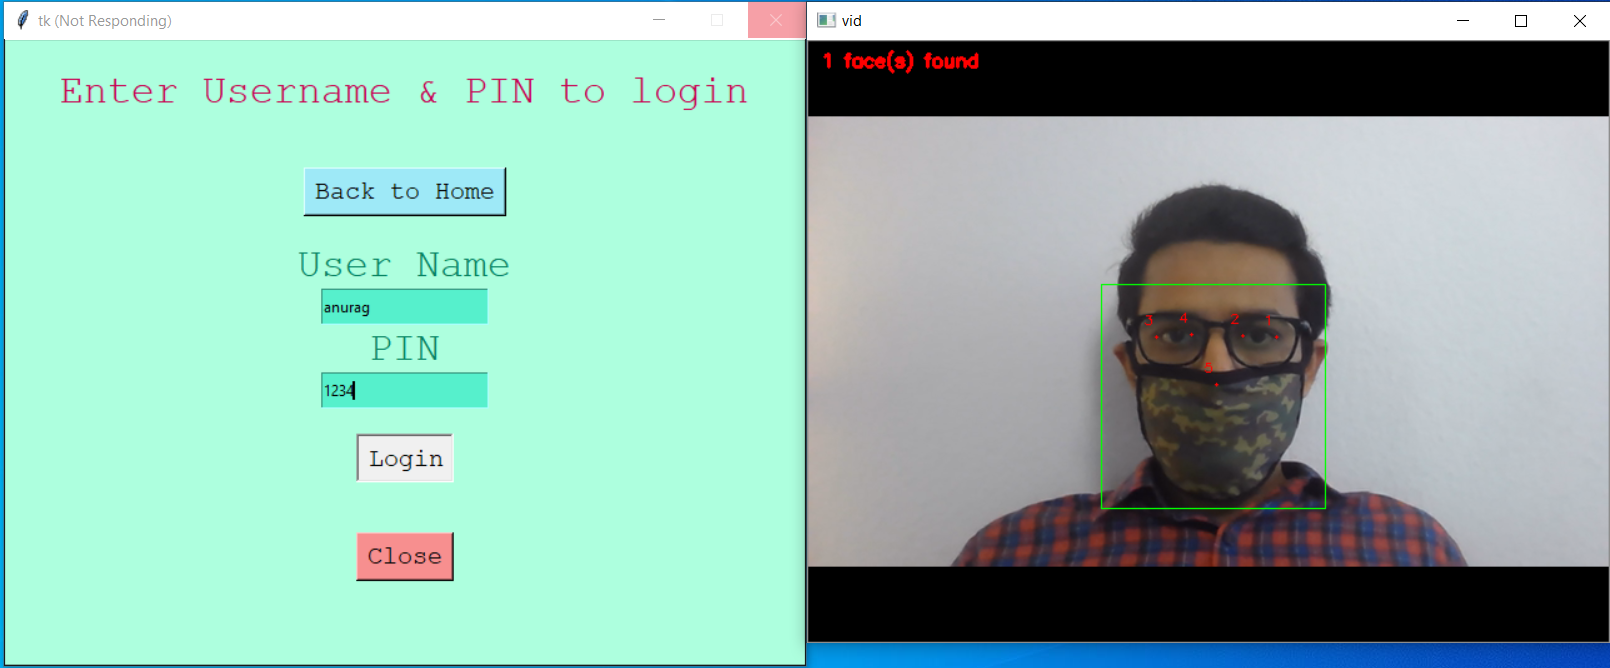 tk (Not Responding)
Enter Username & PIN to login
Back to Home
User Name
anurag
PIN
1234
Login
Close
vid
1 face(s) found
3 4 2 1
5